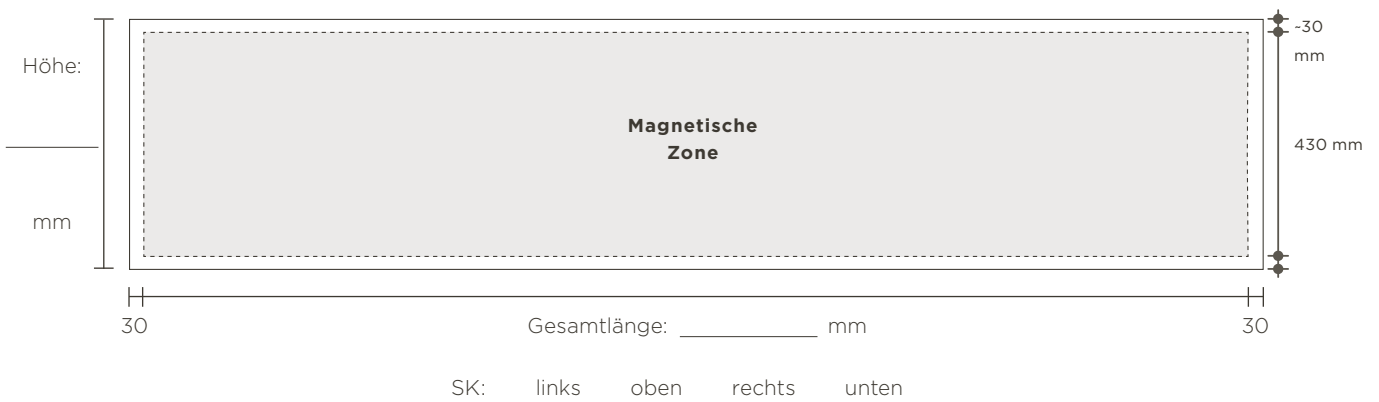 ~30
mm
Höhe:
Magnetische
Zone
430 mm
mm
30
Gesamtlänge: mm
30
SK: links oben rechts unten